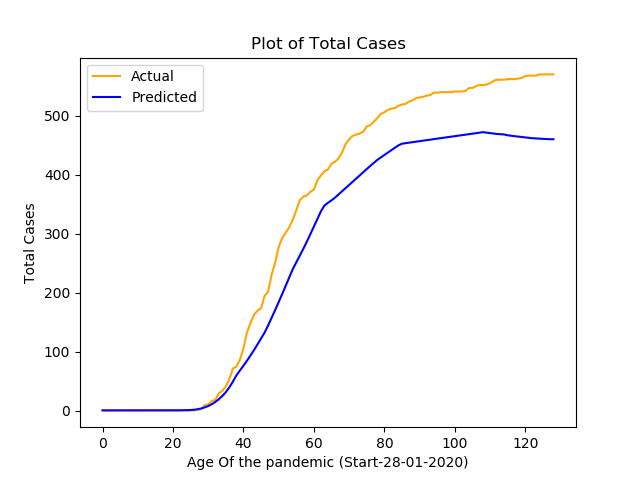 Plot of Total Cases
Actual
Predicted
500
400
300
200
100
0
Total Cases
0 20 40 60 80 100 120
Age Of the pandemic (Start-28-01-2020)